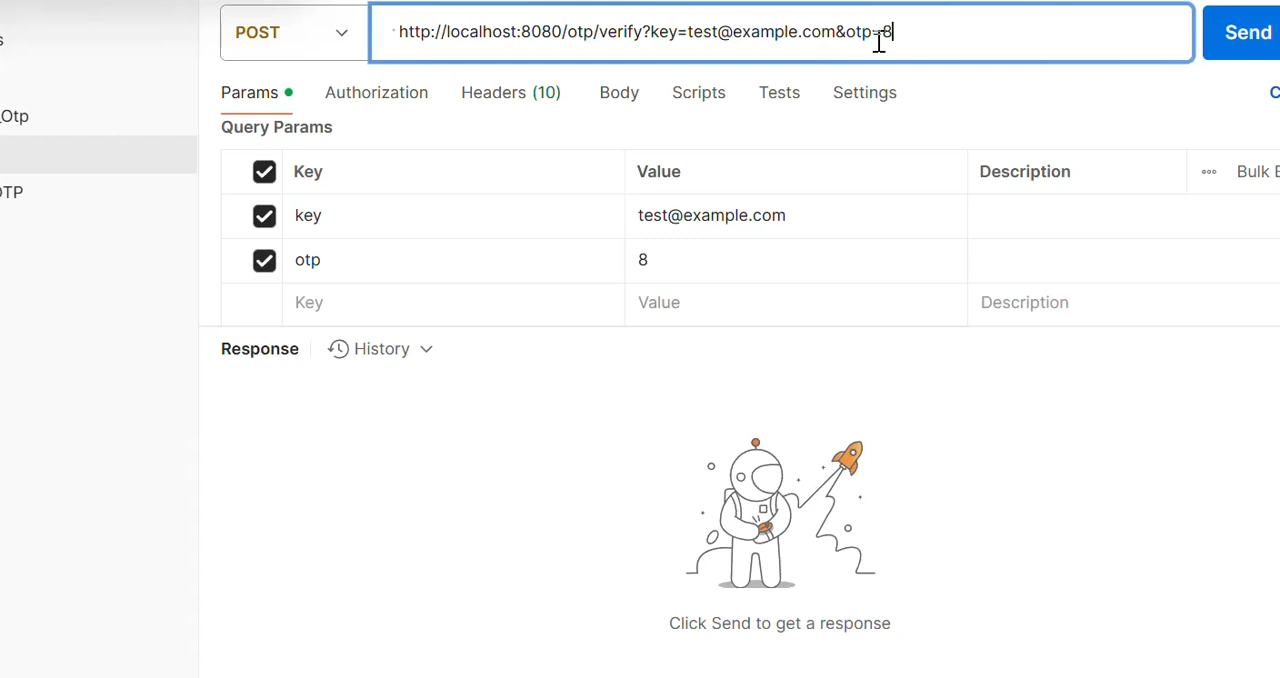 POST http://localhost:8080/otp/verify?key=test@example.com&otp=8 Send
s
Params Authorization Headers (10) Body Scripts Tests Settings C
_Otp
Query Params
Key Value Description Bulk E
key test@example.com
OTP
otp 8
Key Value Description
Response History
Click Send to get a response